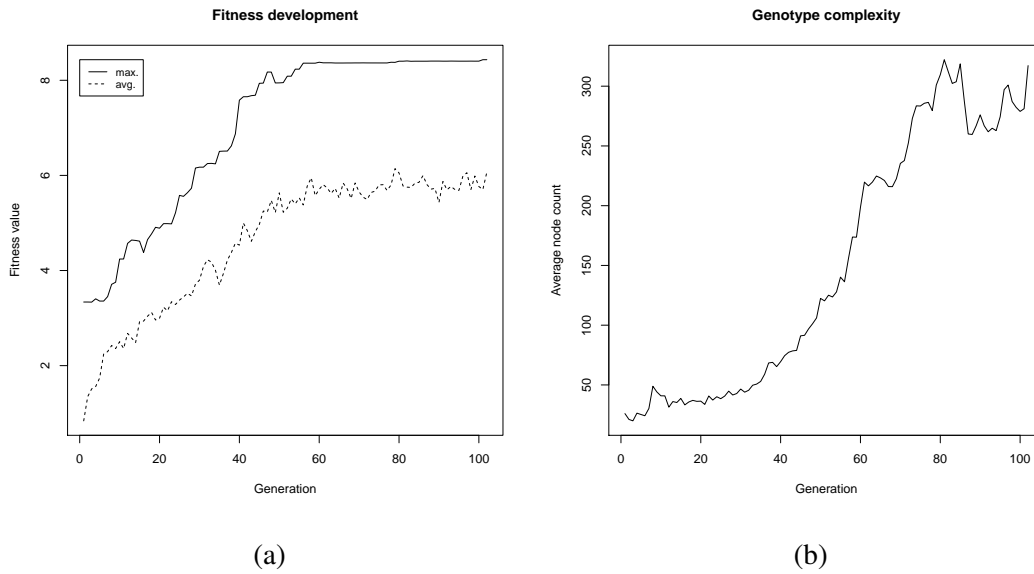 Fitness development
8
6
4
2
Fitness value
max.
avg.
0
20
40
60
80
100
Generation
(a)
Genotype complexity
300
250
200
150
100
50
Average node count
0
20
40
60
80
100
Generation
(b)